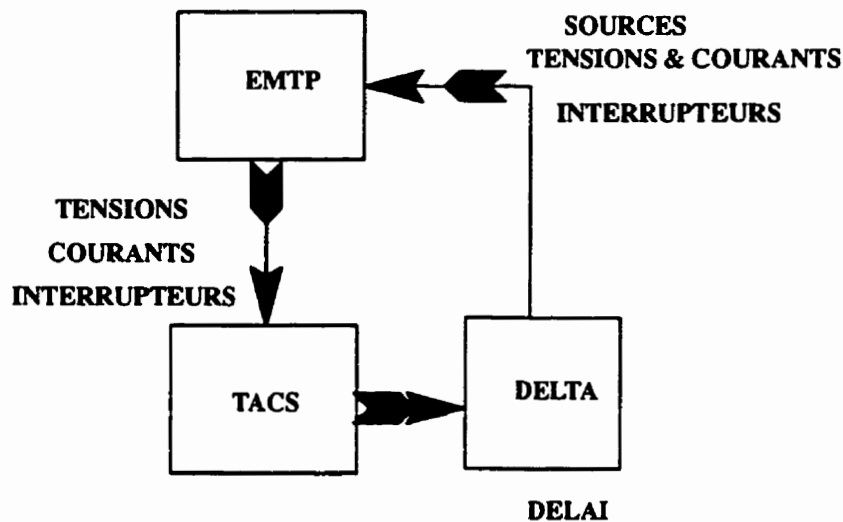 SOURCES
TENSIONS & COURANTS
EMTP
INTERRUPTEURS
TENSIONS
COURANTS
INTERRUPTEURS
TACS
DELTA
DELAI